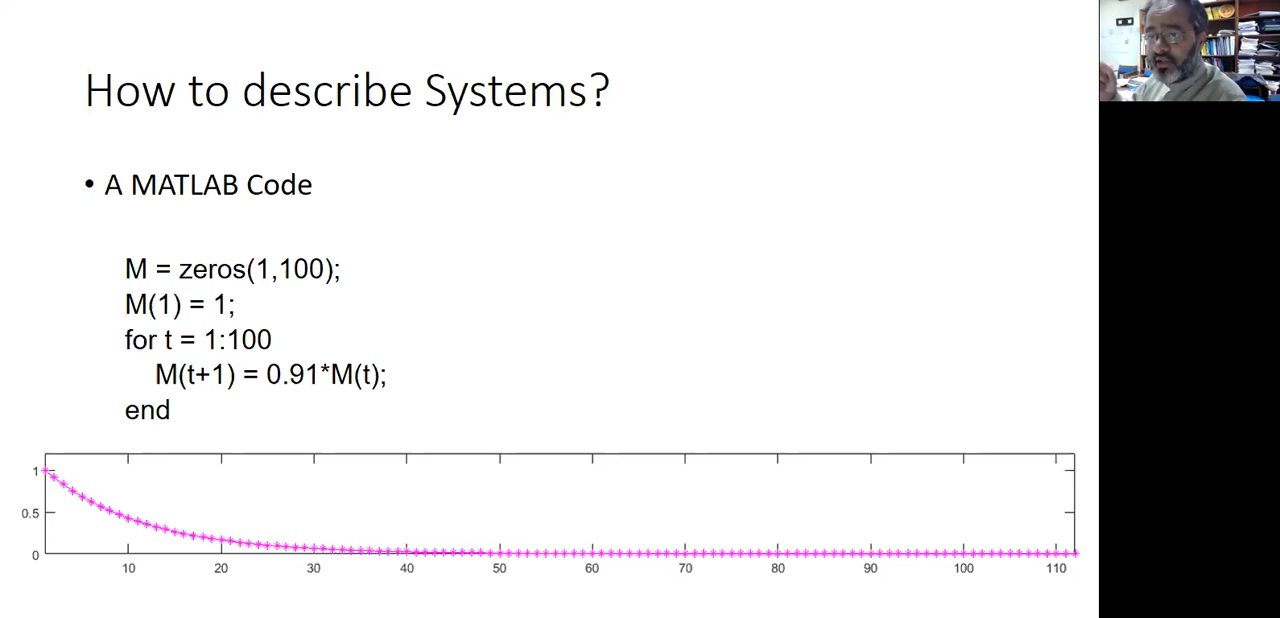 How to describe Systems?
• A MATLAB Code
M = zeros(1,100);
M(1) = 1;
for t = 1:100
M(t+1) = 0.91*M(t);
end
1
0.5
0
10 20 30 40 50 60 70 80 90 100 110